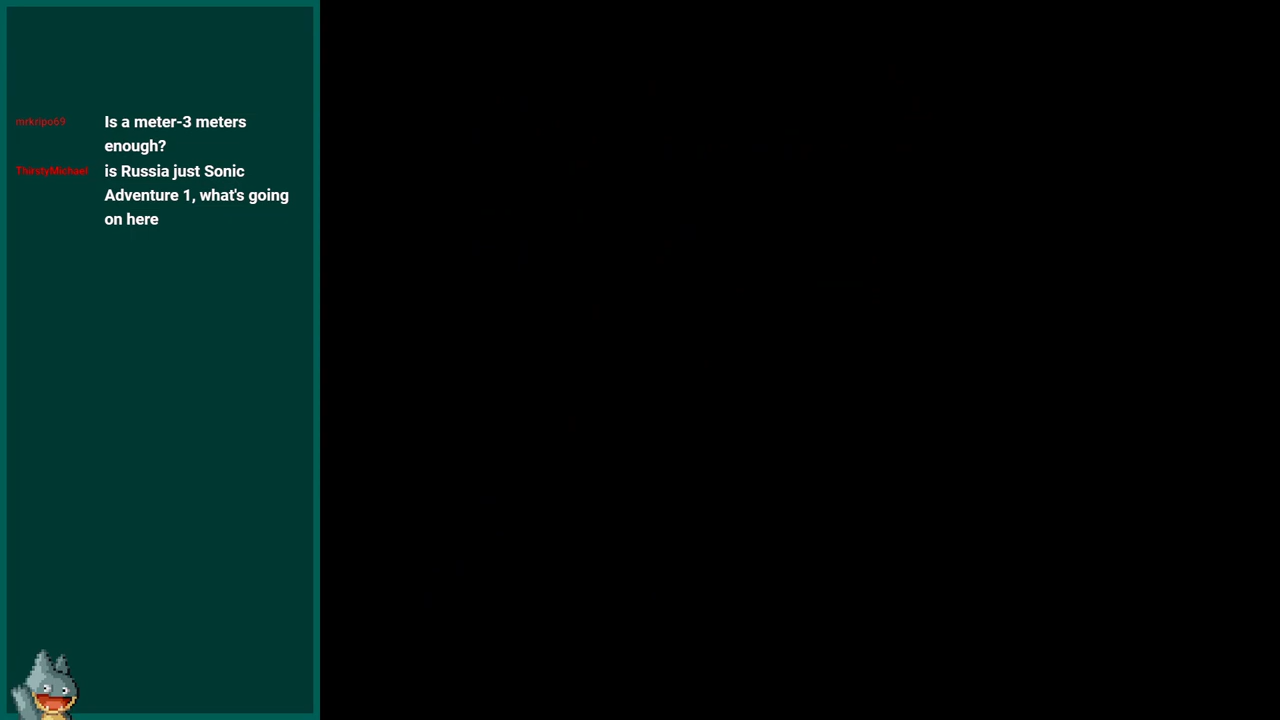 mrkripo69 Is a meter-3 meters
enough?
ThirstyMichael is Russia just Sonic
Adventure 1, what's going
on here